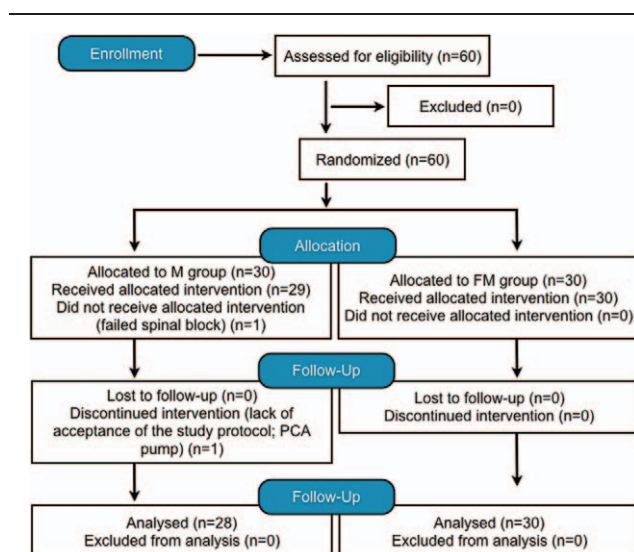 Enrollment
Assessed for eligibility (n=60)
Excluded (n=0)
Randomized (n=60)
Allocation
Allocated to M group (n=30)
Received allocated intervention (n=29)
Did not receive allocated intervention
(failed spinal block) (n=1)
Allocated to FM group (n=30)
Received allocated intervention (n=30)
Did not receive allocated intervention (n=0)
Follow-Up
Lost to follow-up (n=0)
Discontinued intervention (lack of
acceptance of the study protocol; PCA
pump) (n=1)
Lost to follow-up (n=0)
Discontinued intervention (n=0)
Follow-Up
Analysed (n=28)
Excluded from analysis (n=0)
Analysed (n=30)
Excluded from analysis (n=0)